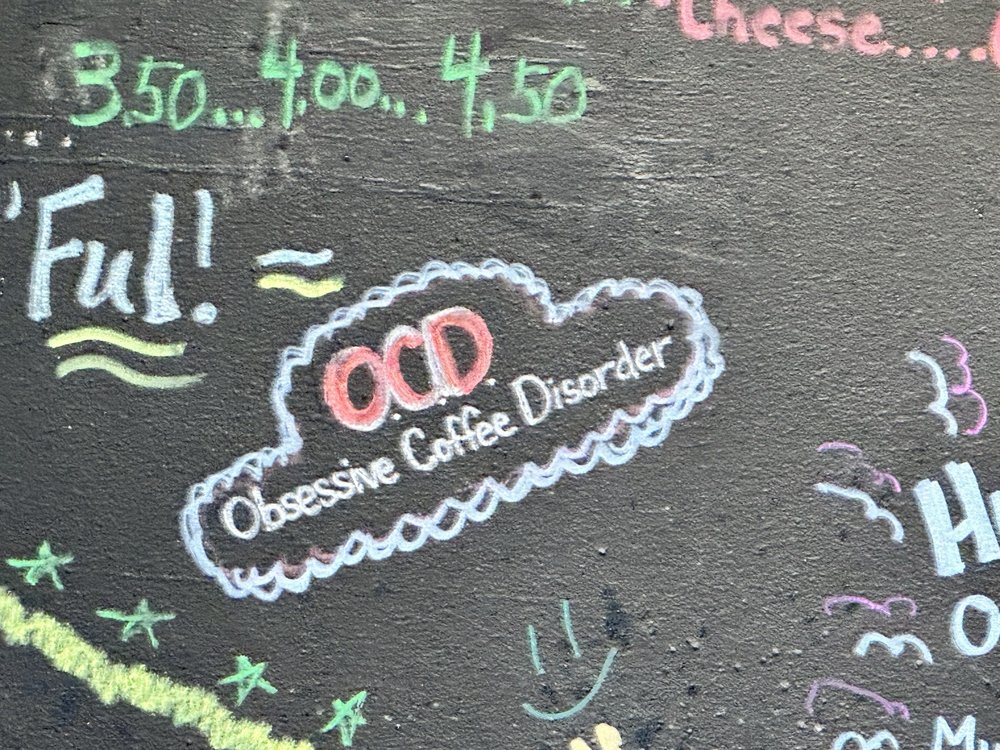 Cheese.....
3.50...4.00... 4.50
'Ful!
OCD
Obsessive Coffee Disorder